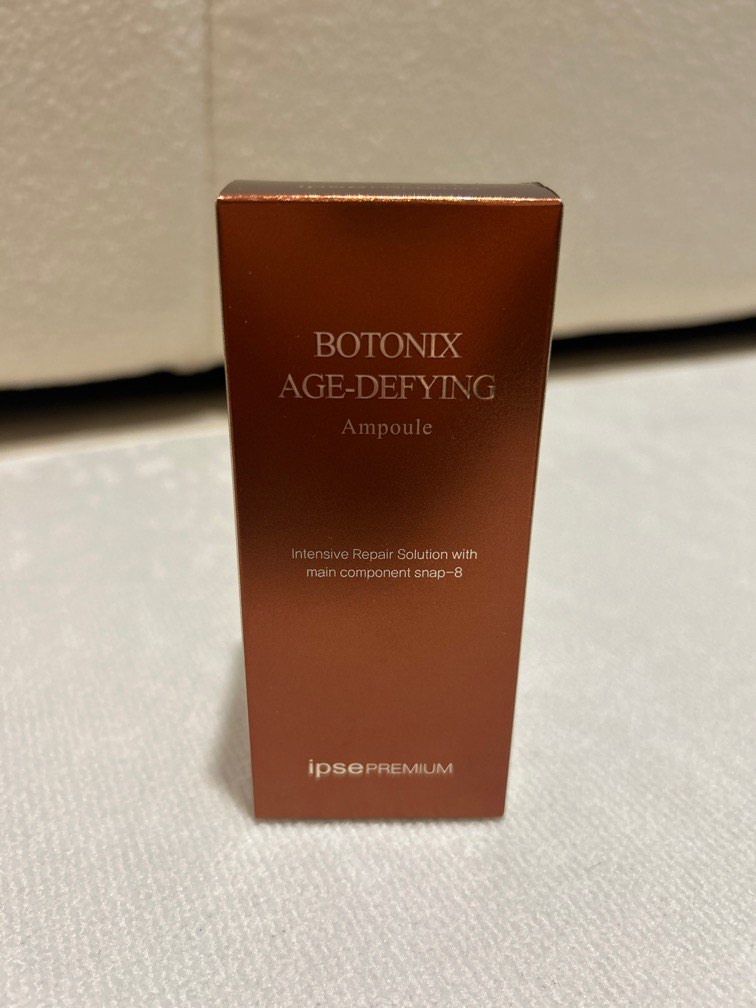 BOTONIX
AGE-DEFYING
Ampoule
Intensive Repair Solution with
main component snap-8
ipsePREMIUM